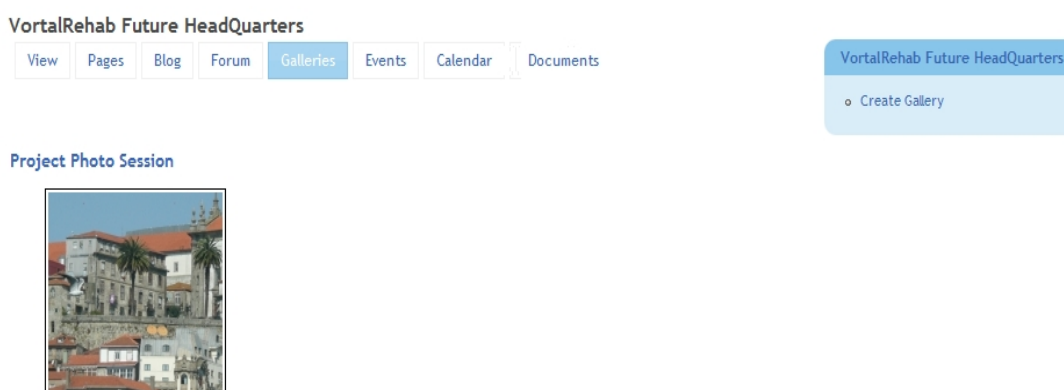 VortalRehab Future HeadQuarters
View Pages Blog Forum Galleries Events Calendar Documents
VortalRehab Future HeadQuarters
Create Gallery
Project Photo Session